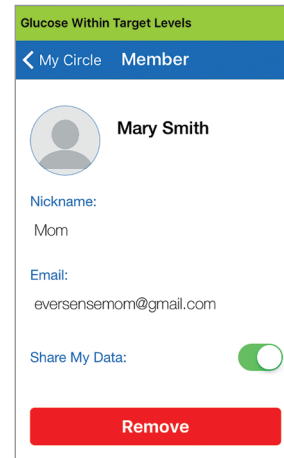 Glucose Within Target Levels
My Circle Member
Mary Smith
Nickname:
Mom
Email:
eversensemom@gmail.com
Share My Data:
Remove